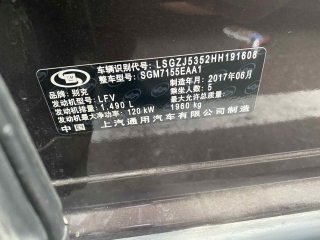 车辆识别代号: LSGZJ5352HH191608
整车型号: SGM7155EAA1
品牌: 别克 制造年月: 2017年06月
发动机型号: LFV 乘坐人数: 5
发动机排量: 1.490 L 最大允许总质量:
发动机最大净功率: 120 kW 1960 kg
中国 上汽通用汽车有限公司